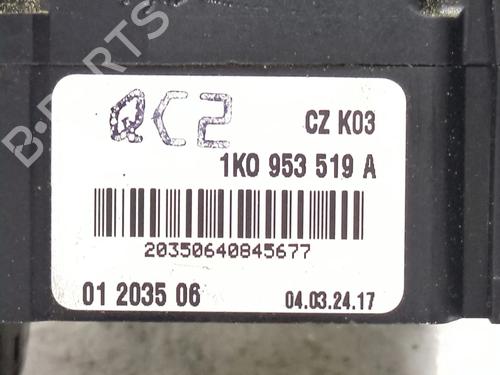 B-PARTS
QC2
CZ K03
1K0 953 519 A
20350640845677
01 2035 06
04.03.24.17